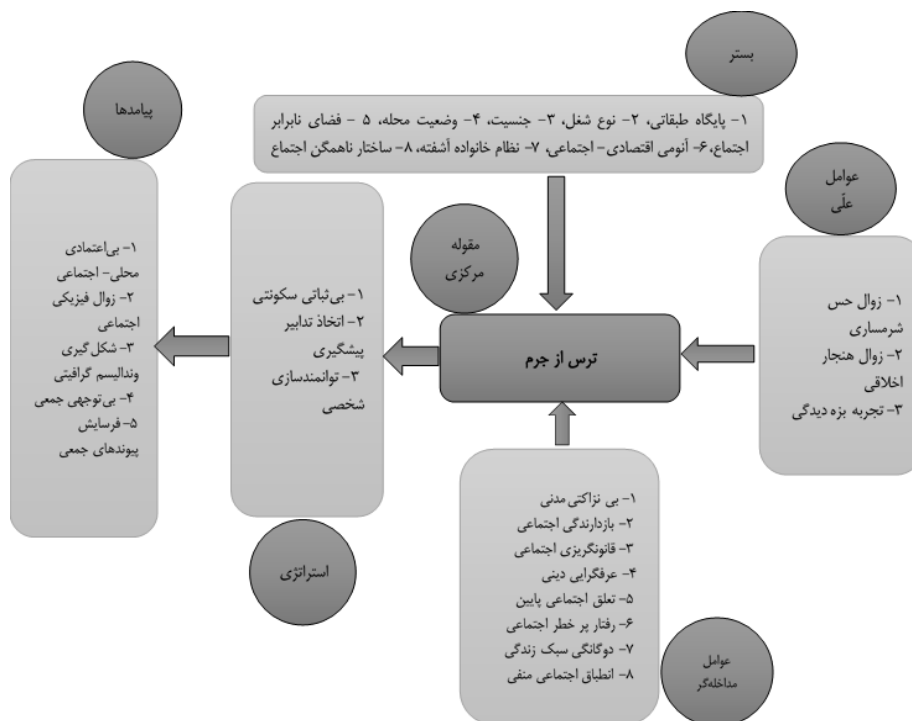 بستر
۱- پایگاه طبقاتی، ۲- نوع شغل، ۳- جنسیت، ۴- وضعیت محله، ۵ - فضای نابرابر
اجتماع، ۶- آنومی اقتصادی- اجتماعی، ۷- نظام خانواده آشفته، ۸- ساختار ناهمگن اجتماع
عوامل
علّی
۱- زوال حس
شرمساری
۲- زوال هنجار
اخلاقی
۳- تجربه بزه دیدگی
مقوله
مرکزی
ترس از جرم
۱- بی نزاکتی مدنی
۲- بازدارندگی اجتماعی
۳- قانونگریزی اجتماعی
۴- عرفگرایی دینی
۵- تعلق اجتماعی پایین
۶- رفتار پر خطر اجتماعی
۷- دوگانگی سبک زندگی
۸- انطباق اجتماعی منفی
عوامل
مداخله‌گر
۱- بی‌ثباتی سکونتی
۲- اتخاذ تدابیر
پیشگیری
۳- توانمندسازی
شخصی
استراتژی
پیامدها
۱- بی‌اعتمادی
محلی- اجتماعی
۲- زوال فیزیکی
اجتماعی
۳- شکل گیری
وندالیسم گرافیتی
۴- بی‌توجهی جمعی
۵- فرسایش
پیوندهای جمعی